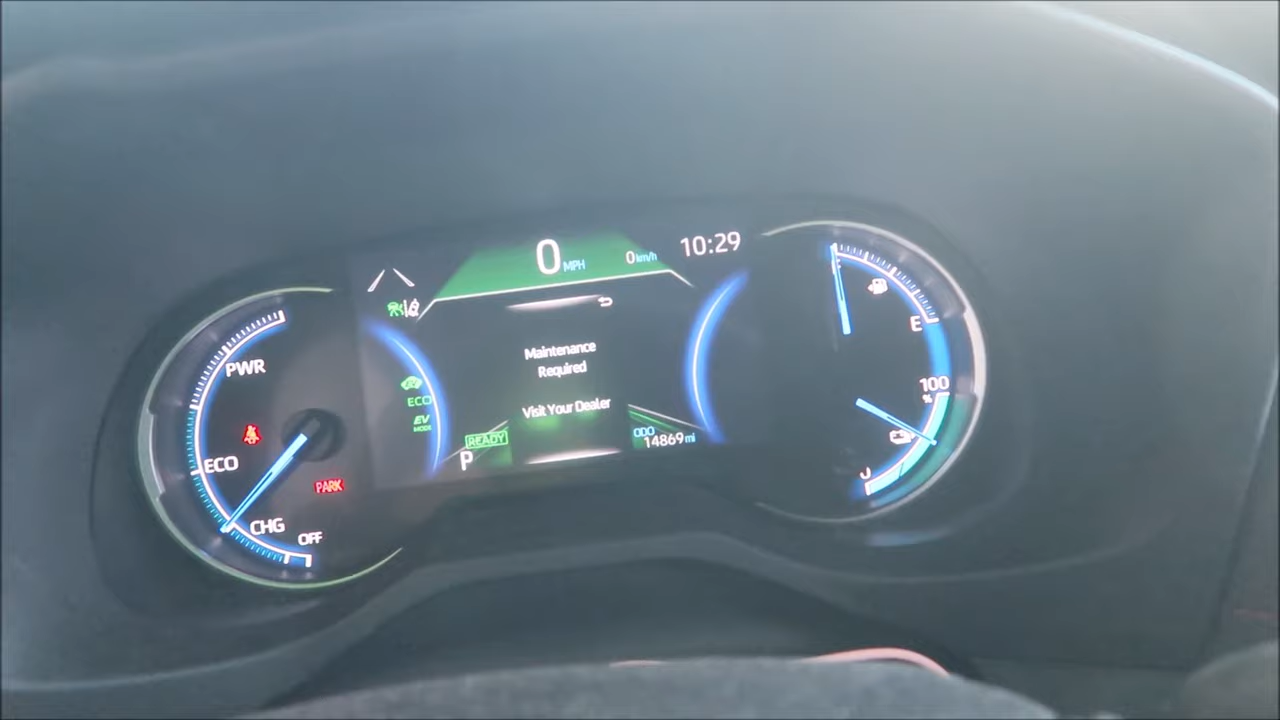 0 MPH
0 km/h
10:29
PWR
ECO
CHG
OFF
PARK
ECO
EV
MODE
READY
P
Maintenance
Required
Visit Your Dealer
ODO
14869 mi
E
100
%